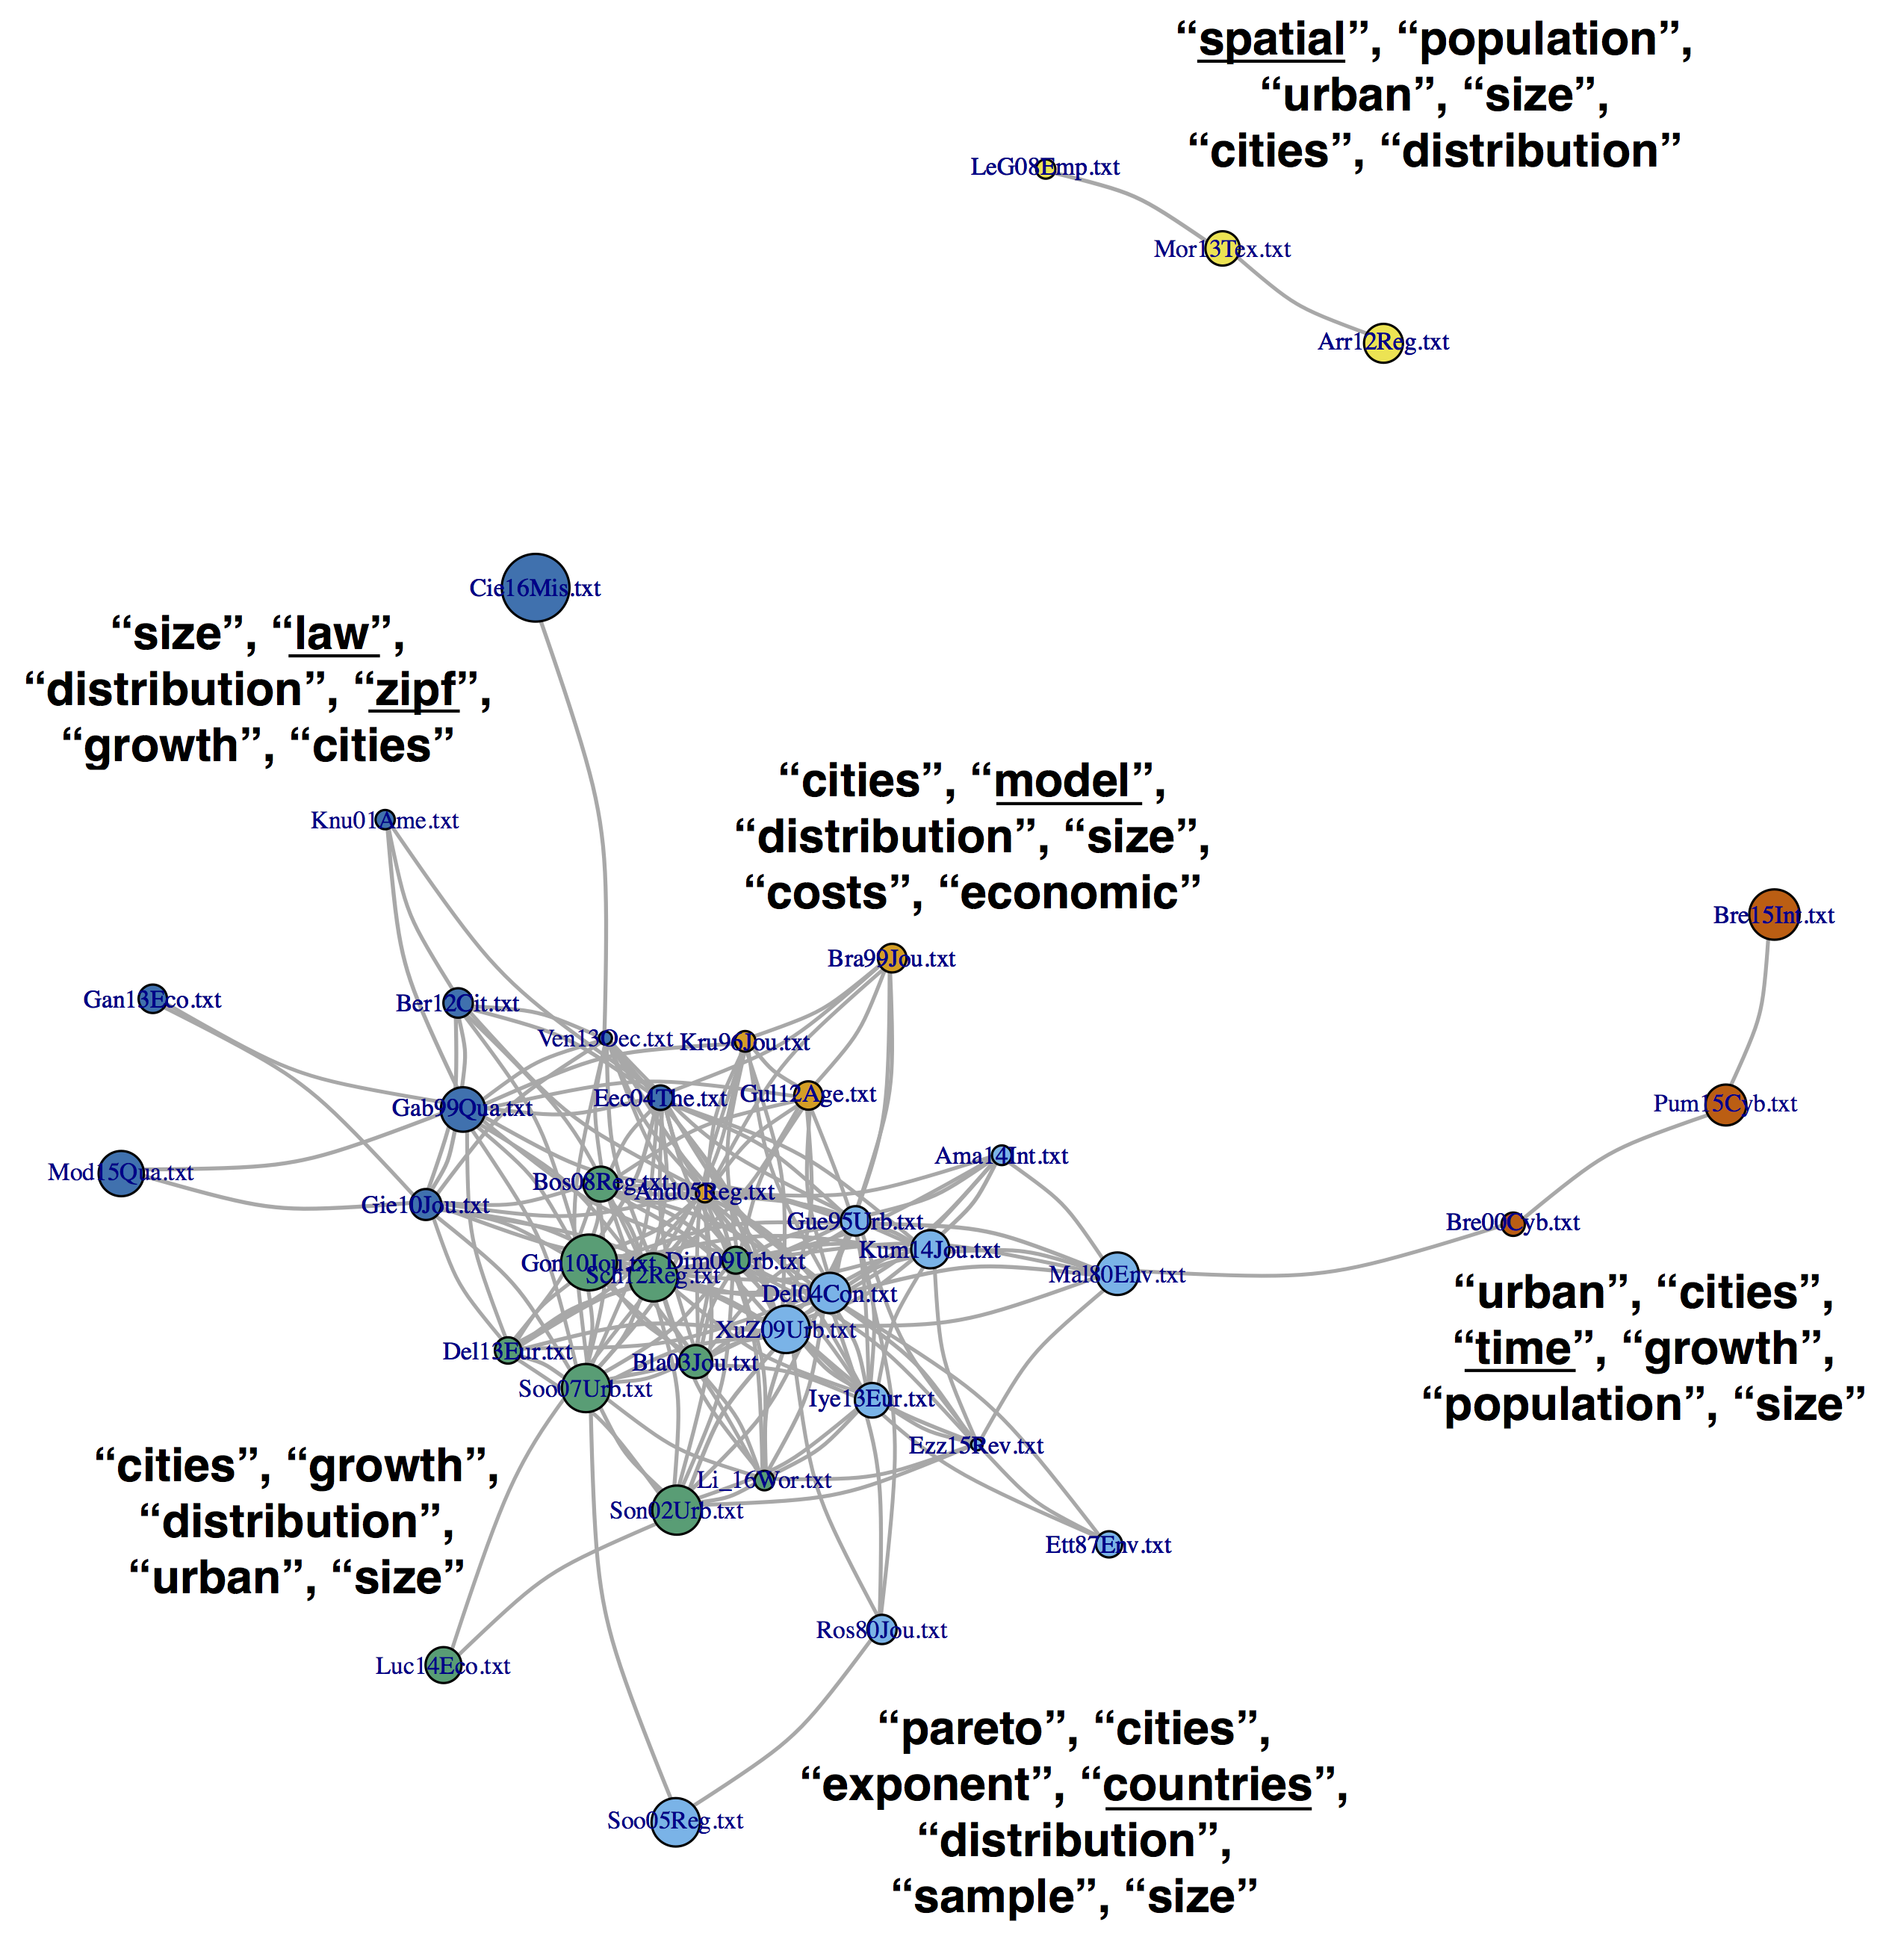 “spatial”, “population”,
“urban”, “size”,
“cities”, “distribution”
LeG08Emp.txt
Mor13Tex.txt
Arr12Reg.txt
Cie16Mis.txt
“size”, “law”,
“distribution”, “zipf”,
“growth”, “cities”
“cities”, “model”,
“distribution”, “size”,
“costs”, “economic”
Knu01Ame.txt
Bre15Int.txt
Bra99Jou.txt
Gan13Eco.txt
Ber12Cit.txt
Ven13Oec.txt
Kru96Jou.txt
Gul12Age.txt
Eec04The.txt
Gab99Qua.txt
Pum15Cyb.txt
Ama14Int.txt
Mod15Qua.txt
Bos08Reg.txt
And05Reg.txt
Gie10Jou.txt
Gue95Urb.txt
Bre00Cyb.txt
Kum14Jou.txt
Gon10Jou.txt
Dim09Urb.txt
Sch12Reg.txt
Mal80Env.txt
Del04Con.txt
“urban”, “cities”,
“time”, “growth”,
“population”, “size”
XuZ09Urb.txt
Del13Eur.txt
Bla03Jou.txt
Soo07Urb.txt
Iye13Eur.txt
Ezz15Rev.txt
“cities”, “growth”,
“distribution”,
“urban”, “size”
Li_16Wor.txt
Son02Urb.txt
Ett87Env.txt
Ros80Jou.txt
Luc14Eco.txt
“pareto”, “cities”,
“exponent”, “countries”,
“distribution”,
“sample”, “size”
Soo05Reg.txt